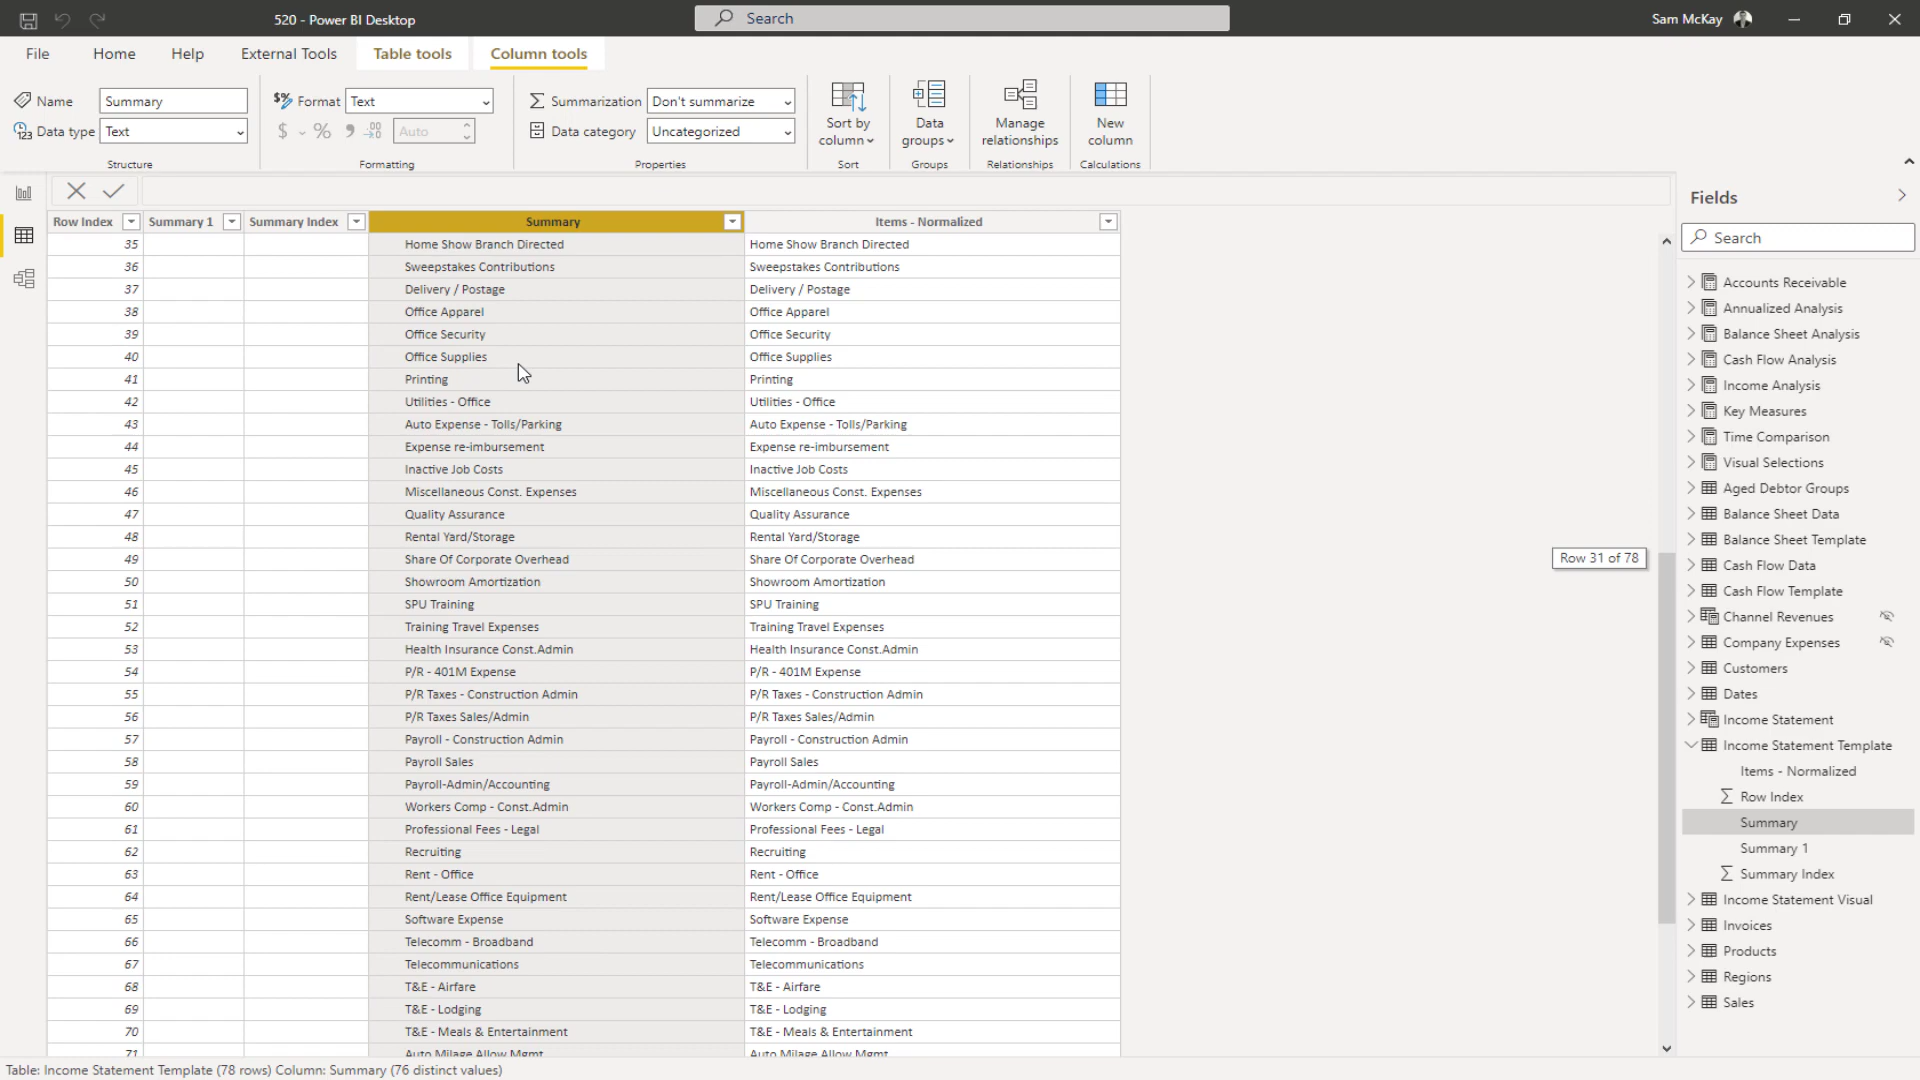 520 - Power BI Desktop
Search
Sam McKay
File
Home
Help
External Tools
Table tools
Column tools
Name
Summary
Format
Text
Summarization
Don't summarize
Data type
Text
$
%
Auto
Data category
Uncategorized
Sort by column
Data groups
Manage relationships
New column
Structure
Formatting
Properties
Sort
Groups
Relationships
Calculations
Row Index
Summary 1
Summary Index
Summary
Items - Normalized
35 Home Show Branch Directed Home Show Branch Directed
36 Sweepstakes Contributions Sweepstakes Contributions
37 Delivery / Postage Delivery / Postage
38 Office Apparel Office Apparel
39 Office Security Office Security
40 Office Supplies Office Supplies
41 Printing Printing
42 Utilities - Office Utilities - Office
43 Auto Expense - Tolls/Parking Auto Expense - Tolls/Parking
44 Expense re-imbursement Expense re-imbursement
45 Inactive Job Costs Inactive Job Costs
46 Miscellaneous Const. Expenses Miscellaneous Const. Expenses
47 Quality Assurance Quality Assurance
48 Rental Yard/Storage Rental Yard/Storage
49 Share Of Corporate Overhead Share Of Corporate Overhead
50 Showroom Amortization Showroom Amortization
51 SPU Training SPU Training
52 Training Travel Expenses Training Travel Expenses
53 Health Insurance Const.Admin Health Insurance Const.Admin
54 P/R - 401M Expense P/R - 401M Expense
55 P/R Taxes - Construction Admin P/R Taxes - Construction Admin
56 P/R Taxes Sales/Admin P/R Taxes Sales/Admin
57 Payroll - Construction Admin Payroll - Construction Admin
58 Payroll Sales Payroll Sales
59 Payroll-Admin/Accounting Payroll-Admin/Accounting
60 Workers Comp - Const.Admin Workers Comp - Const.Admin
61 Professional Fees - Legal Professional Fees - Legal
62 Recruiting Recruiting
63 Rent - Office Rent - Office
64 Rent/Lease Office Equipment Rent/Lease Office Equipment
65 Software Expense Software Expense
66 Telecomm - Broadband Telecomm - Broadband
67 Telecommunications Telecommunications
68 T&E - Airfare T&E - Airfare
69 T&E - Lodging T&E - Lodging
70 T&E - Meals & Entertainment T&E - Meals & Entertainment
71 Auto Milage Allow Mgmt Auto Milage Allow Mgmt
Row 31 of 78
Fields
Search
Accounts Receivable
Annualized Analysis
Balance Sheet Analysis
Cash Flow Analysis
Income Analysis
Key Measures
Time Comparison
Visual Selections
Aged Debtor Groups
Balance Sheet Data
Balance Sheet Template
Cash Flow Data
Cash Flow Template
Channel Revenues
Company Expenses
Customers
Dates
Income Statement
Income Statement Template
Items - Normalized
Row Index
Summary
Summary 1
Summary Index
Income Statement Visual
Invoices
Products
Regions
Sales
Table: Income Statement Template (78 rows) Column: Summary (76 distinct values)